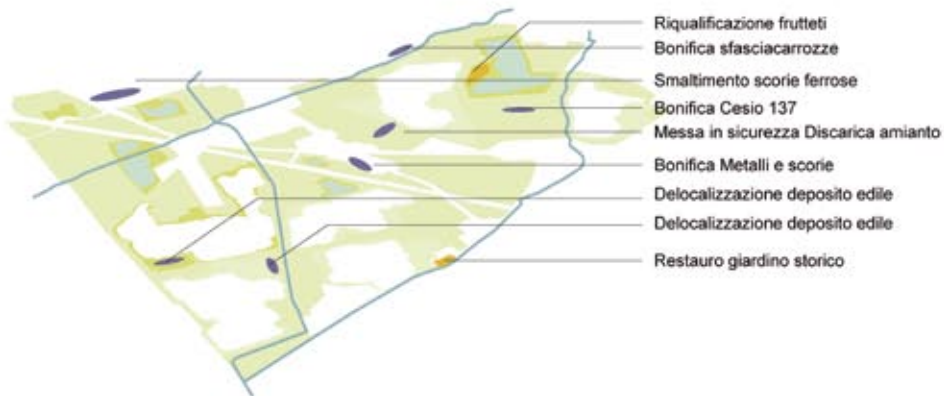 Riqualificazione frutteti
Bonifica sfasciacarrozze
Smaltimento scorie ferrose
Bonifica Cesio 137
Messa in sicurezza Discarica amianto
Bonifica Metalli e scorie
Delocalizzazione deposito edile
Delocalizzazione deposito edile
Restauro giardino storico